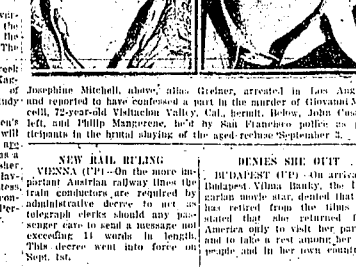 Josephine Mitchell, above, alias Greiner, arrested in Los Ang
and reported to have confessed a part in the murder of Giovanni
celli, 72-year-old Visitacion Valley, Cal., hermit. Below, John
left, and Philip Mangerene, held by San Francisco police as
ticipants in the brutal slaying of the aged recluse September 3.
NEW RAIL RULING
VIENNA (UP)—On the more im-
portant Austrian railway lines the
train conductors are required by
administrative decree to act as
telegraph clerks should any pas-
senger care to send a message not
exceeding 14 words in length.
This decree went into force on
Sept. 1st.
DENIES SHE QUIT
BUDAPEST (UP)—On arriva
Budapest Vilma Banky, the
garian movie star, denied that
has retired from the films
stated that she returned
America only to visit her par
and to take a rest among her
people and in her own countr